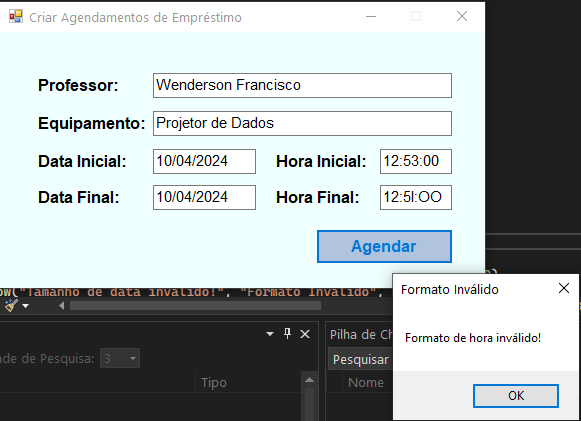 Criar Agendamentos de Empréstimo
Professor: Wenderson Francisco
Equipamento: Projetor de Dados
Data Inicial: 10/04/2024 Hora Inicial: 12:53:00
Data Final: 10/04/2024 Hora Final: 12:5l:OO
Agendar
ow("Tamanho de data inválido!", "Formato Inválido",
Formato Inválido
Formato de hora inválido!
OK
ade de Pesquisa: 3
Tipo
Pilha de Ch
Pesquisar
Nome